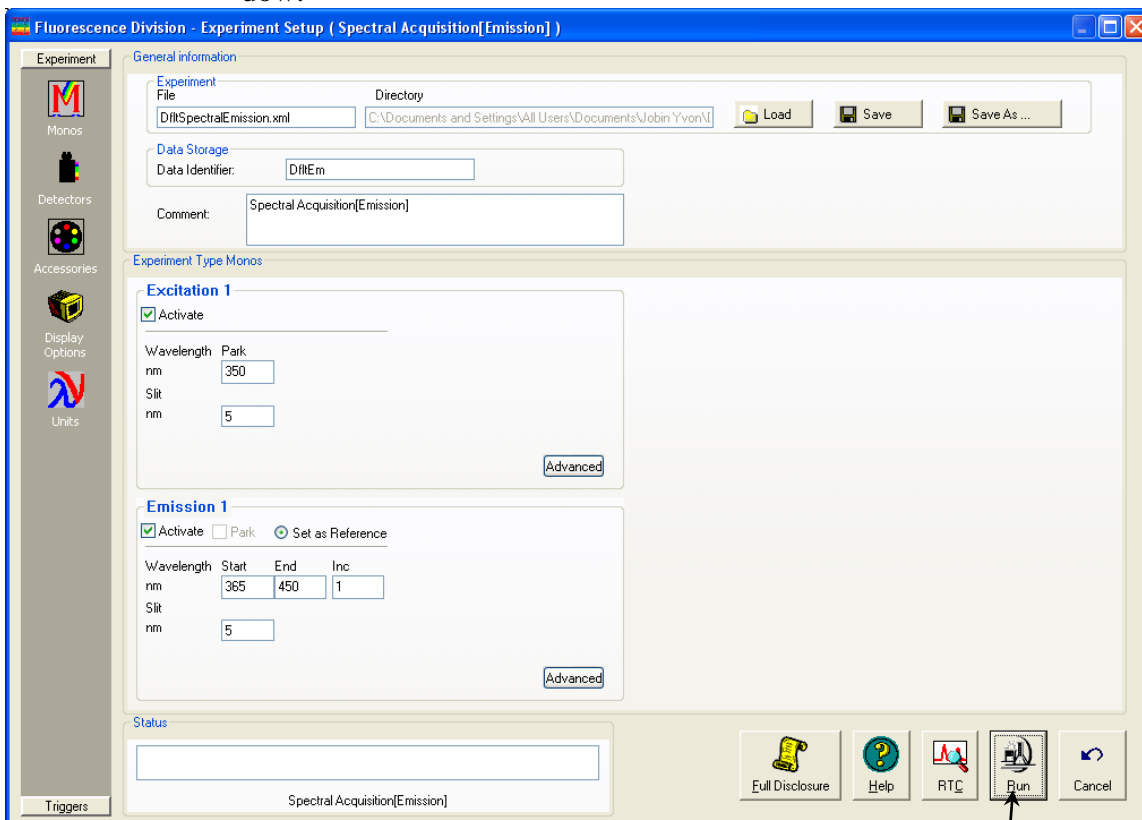 Fluorescence Division - Experiment Setup ( Spectral Acquisition[Emission] )
Experiment
Monos
Detectors
Accessories
Display
Options
Units
Triggers
General information
Experiment
File Directory
DfltSpectralEmission.xml C:\Documents and Settings\All Users\Documents\Jobin Yvon\ Load Save Save As ...
Data Storage
Data Identifier: DfltEm
Comment: Spectral Acquisition[Emission]
Experiment Type Monos
Excitation 1
Activate
Wavelength Park
nm 350
Slit
nm 5
Advanced
Emission 1
Activate Park Set as Reference
Wavelength Start End Inc
nm 365 450 1
Slit
nm 5
Advanced
Status
Spectral Acquisition[Emission]
Full Disclosure Help RTC Run Cancel